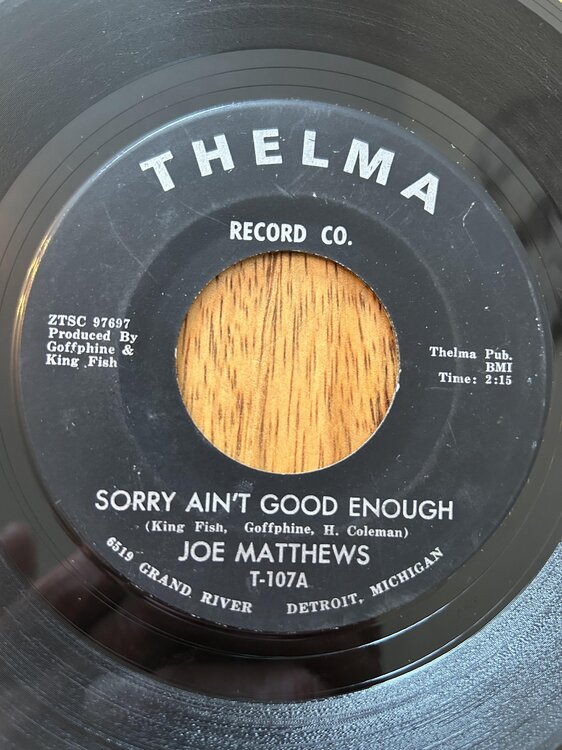 THELMA
RECORD CO.
ZTSC 97697
Produced By
Goffphine &
King Fish
Thelma Pub.
BMI
Time: 2:15
SORRY AIN'T GOOD ENOUGH
(King Fish, Goffphine, H. Coleman)
JOE MATTHEWS
T-107A
6519 GRAND RIVER DETROIT, MICHIGAN